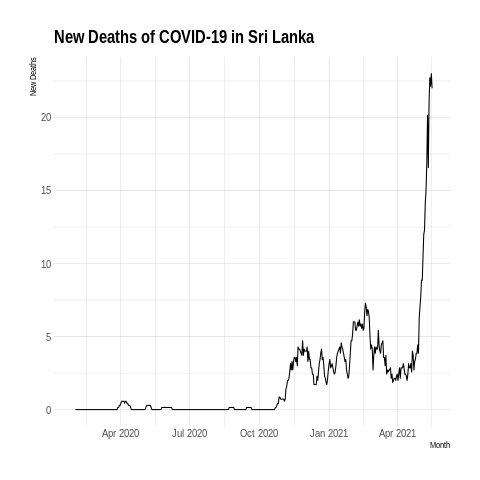 New Deaths of COVID-19 in Sri Lanka
New Deaths
20
15
10
5
0
Apr 2020 Jul 2020 Oct 2020 Jan 2021 Apr 2021
Month